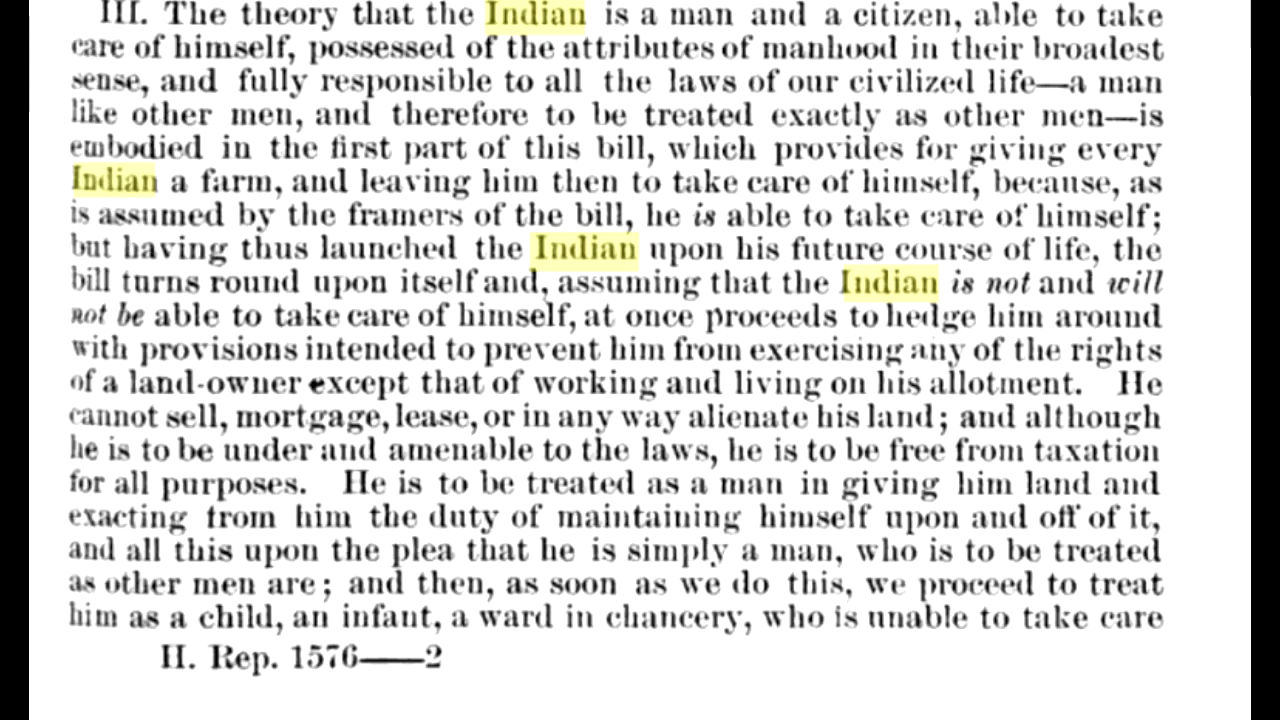 III. The theory that the Indian is a man and a citizen, able to take
care of himself, possessed of the attributes of manhood in their broadest
sense, and fully responsible to all the laws of our civilized life—a man
like other men, and therefore to be treated exactly as other men—is
embodied in the first part of this bill, which provides for giving every
Indian a farm, and leaving him then to take care of himself, because, as
is assumed by the framers of the bill, he is able to take care of himself;
but having thus launched the Indian upon his future course of life, the
bill turns round upon itself and, assuming that the Indian is not and will
not be able to take care of himself, at once proceeds to hedge him around
with provisions intended to prevent him from exercising any of the rights
of a land-owner except that of working and living on his allotment. He
cannot sell, mortgage, lease, or in any way alienate his land; and although
he is to be under and amenable to the laws, he is to be free from taxation
for all purposes. He is to be treated as a man in giving him land and
exacting from him the duty of maintaining himself upon and off of it,
and all this upon the plea that he is simply a man, who is to be treated
as other men are; and then, as soon as we do this, we proceed to treat
him as a child, an infant, a ward in chancery, who is unable to take care
H. Rep. 1576——2